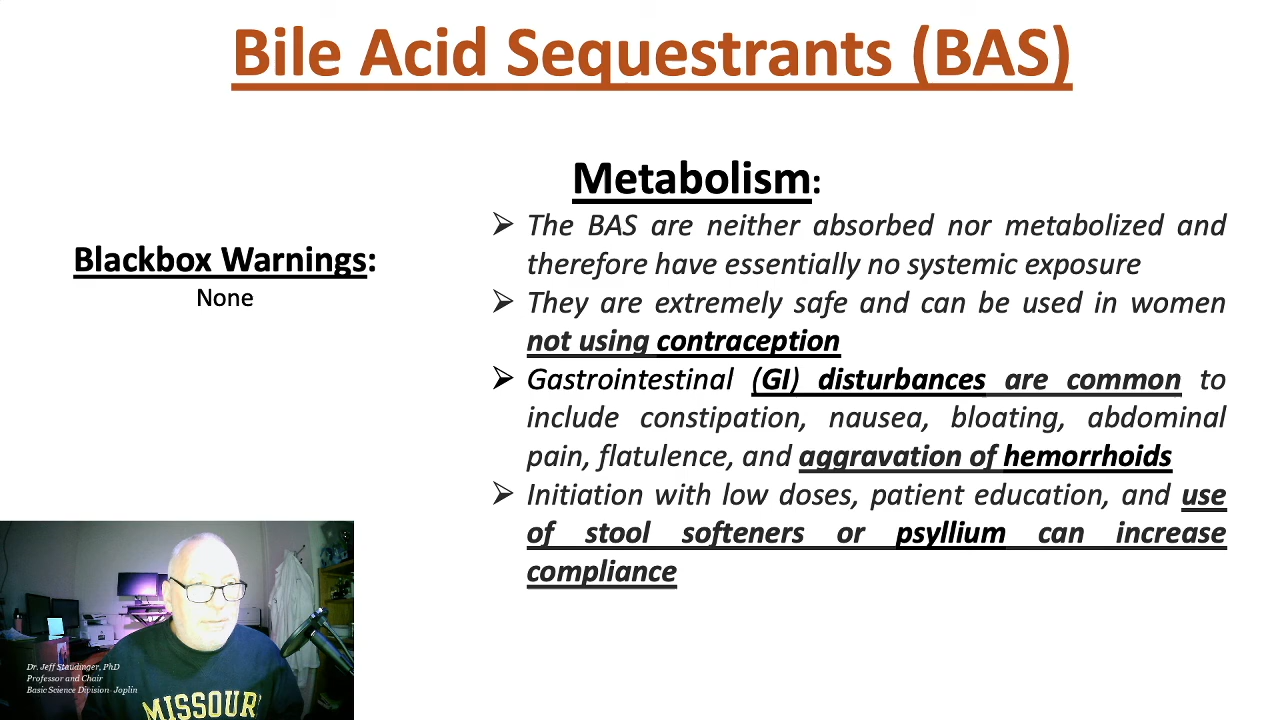 Bile Acid Sequestrants (BAS)
Blackbox Warnings:
None
Metabolism:
➢ The BAS are neither absorbed nor metabolized and
therefore have essentially no systemic exposure
➢ They are extremely safe and can be used in women
not using contraception
➢ Gastrointestinal (GI) disturbances are common to
include constipation, nausea, bloating, abdominal
pain, flatulence, and aggravation of hemorrhoids
➢ Initiation with low doses, patient education, and use
of stool softeners or psyllium can increase
compliance
Dr. Jeff Staudinger, PhD
Professor and Chair
Basic Science Division- Joplin
MISSOURI